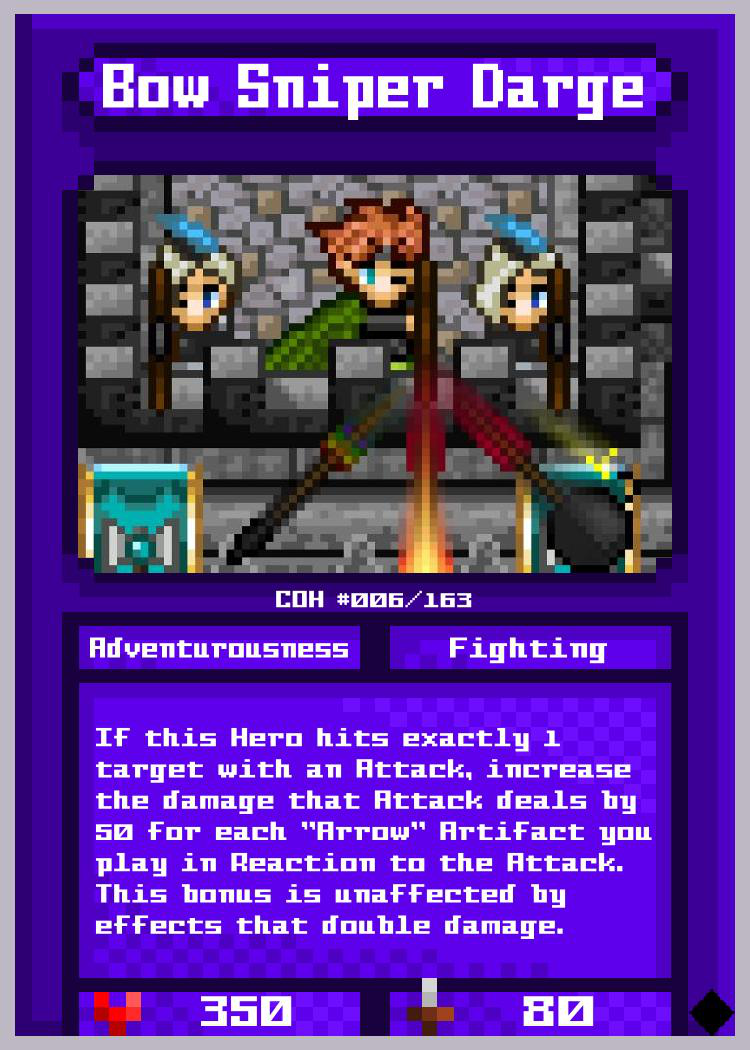 Bow Sniper Darge
COH #006/163
Adventurousness
Fighting
If this Hero hits exactly 1
target with an Attack, increase
the damage that Attack deals by
50 for each "Arrow" Artifact you
play in Reaction to the Attack.
This bonus is unaffected by
effects that double damage.
350
80